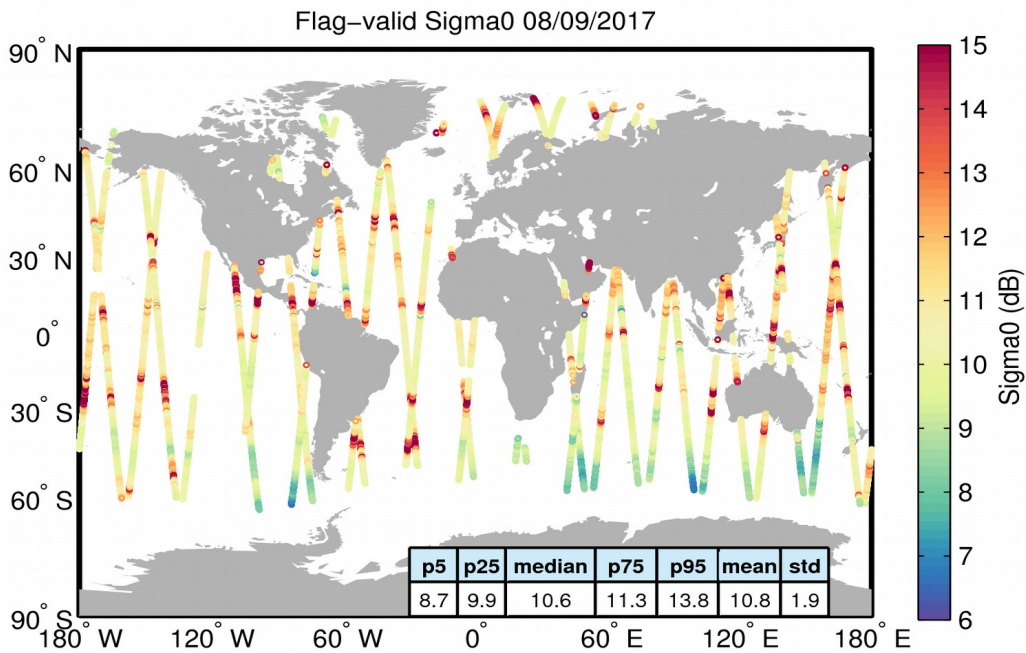 Flag−valid Sigma0 08/09/2017
90° N
60° N
30° N
0°
30° S
60° S
90° S
180° W
120° W
60° W
0°
60° E
120° E
180° E
p5 p25 median p75 p95 mean std
8.7 9.9 10.6 11.3 13.8 10.8 1.9
15
14
13
12
11
10
9
8
7
6
Sigma0 (dB)